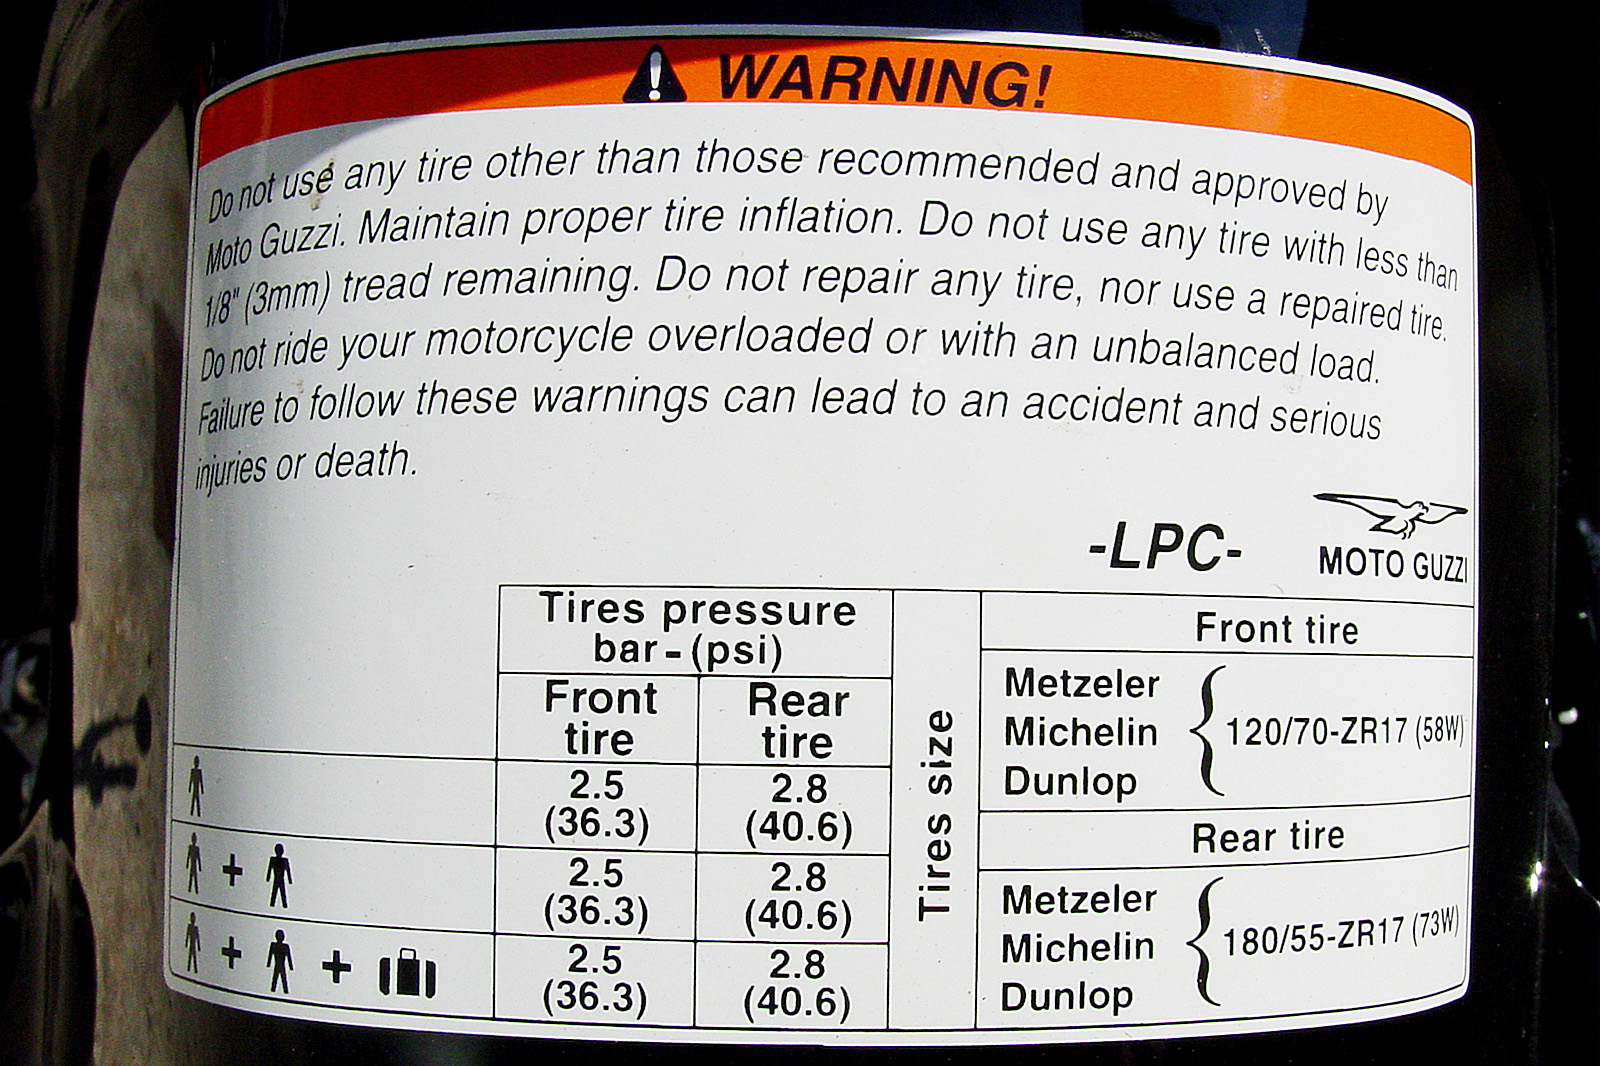 WARNING!
Do not use any tire other than those recommended and approved by
Moto Guzzi. Maintain proper tire inflation. Do not use any tire with less than
1/8" (3mm) tread remaining. Do not repair any tire, nor use a repaired tire.
Do not ride your motorcycle overloaded or with an unbalanced load.
Failure to follow these warnings can lead to an accident and serious
injuries or death.
-LPC-
MOTO GUZZI
Tires pressure
bar - (psi)
Front
tire
Rear
tire
2.5
(36.3)
2.8
(40.6)
+
2.5
(36.3)
2.8
(40.6)
+ +
2.5
(36.3)
2.8
(40.6)
Tires size
Front tire
Metzeler
Michelin
Dunlop
120/70-ZR17 (58W)
Rear tire
Metzeler
Michelin
Dunlop
180/55-ZR17 (73W)